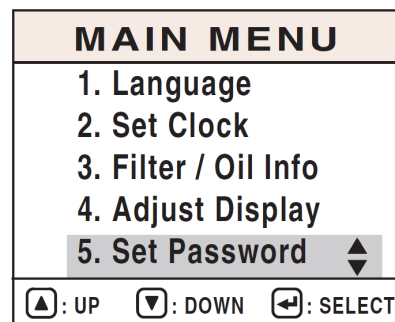 MAIN MENU
1. Language
2. Set Clock
3. Filter / Oil Info
4. Adjust Display
5. Set Password
: UP : DOWN : SELECT